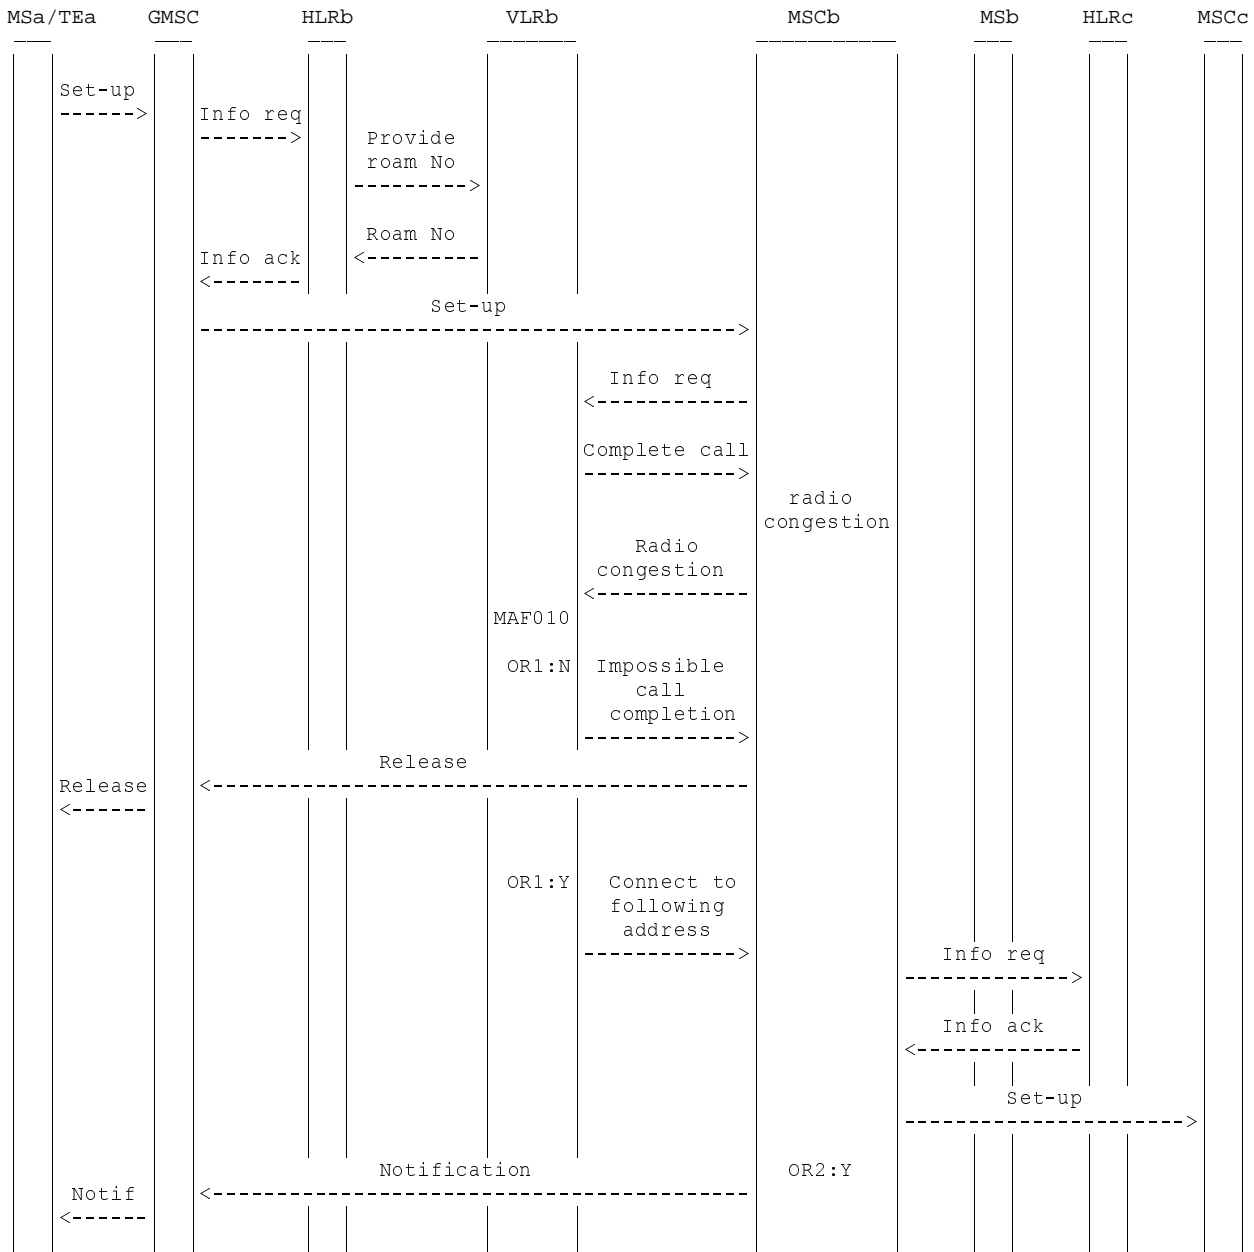 MSa/TEa GMSC HLRb VLRb MSCb MSb HLRc MSCc
Set-up
------>
Info req
------->
Provide
roam No
--------->
Roam No
<---------
Info ack
<-------
Set-up
------------------------------------------>
Info req
<------------
Complete call
------------>
radio
congestion
Radio
congestion
<------------
MAF010
OR1:N Impossible
call
completion
------------>
Release
<------------------------------------------
Release
<------
OR1:Y Connect to
following
address
------------>
Info req
------------->
Info ack
<-------------
Set-up
---------------------->
Notification OR2:Y
<------------------------------------------
Notif
<------